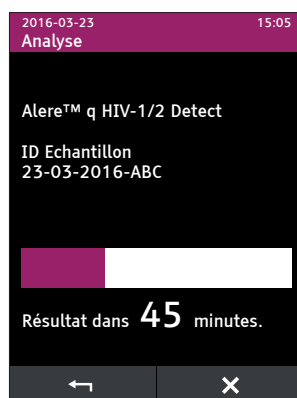 2016-03-23 15:05
Analyse
Alere™ q HIV-1/2 Detect
ID Echantillon
23-03-2016-ABC
Résultat dans 45 minutes.